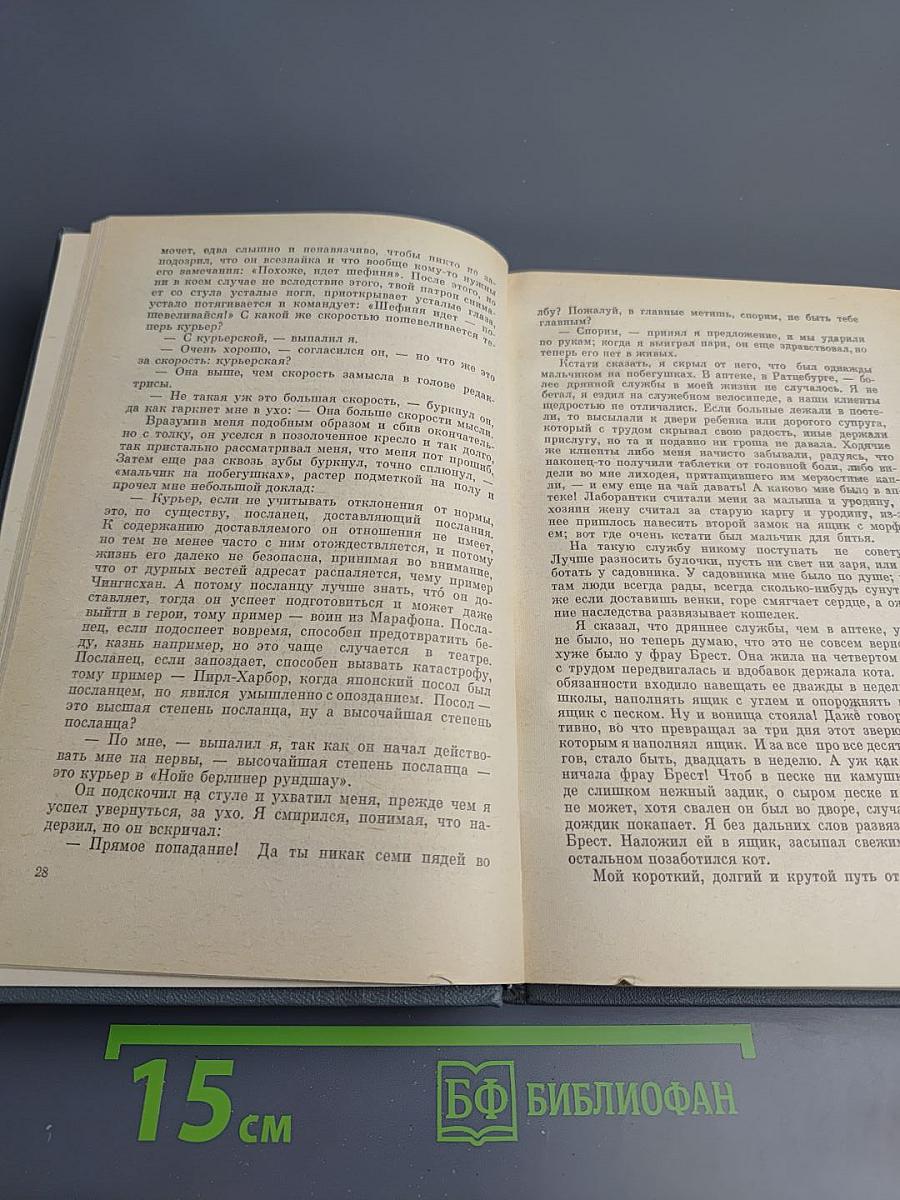 мочет, едва слышно и ненавязчиво, чтобы никто не за-
подозрил, что он всезнайка и что вообще кому-то нужны
его замечания: «Похоже, идет шефиня». После этого, но
ни в коем случае не вследствие этого, твой патрон снима-
ет со стула усталые ноги, приоткрывает усталые глаза,
устало потягивается и командует: «Шефиня идет — по-
шевеливайся!» С какой же скоростью пошевеливается те-
перь курьер?
— С курьерской, — выпалил я.
— Очень хорошо, — согласился он, — но что же это
за скорость: курьерская?
— Она выше, чем скорость замысла в голове редак-
трисы.
— Не такая уж это большая скорость, — буркнул он,
да как гаркнет мне в ухо: — Она больше скорости мысли.
Вразумив меня подобным образом и сбив окончатель-
но с толку, он уселся в позолоченное кресло и так долго,
так пристально рассматривал меня, что меня пот прошиб.
Затем еще раз сквозь зубы буркнул, точно сплюнул, —
«мальчик на побегушках», растер подметкой на полу и
прочел мне небольшой доклад:
— Курьер, если не учитывать отклонения от нормы,
это, по существу, посланец, доставляющий послания.
К содержанию доставляемого он отношения не имеет,
но тем не менее часто с ним отождествляется, и потому
жизнь его далеко не безопасна, принимая во внимание,
что от дурных вестей адресат распаляется, чему пример
Чингисхан. А потому посланцу лучше знать, что́ он до-
ставляет, тогда он успеет подготовиться и может даже
выйти в герои, тому пример — воин из Марафона. Посла-
нец, если подоспеет вовремя, способен предотвратить бе-
ду, казнь например, но это чаще случается в театре.
Посланец, если запоздает, способен вызвать катастрофу,
тому пример — Пирл-Харбор, когда японский посол был
посланцем, но явился умышленно с опозданием. Посол —
это высшая степень посланца, ну а высочайшая степень
посланца?
— По мне, — выпалил я, так как он начал действо-
вать мне на нервы, — высочайшая степень посланца —
это курьер в «Нойе берлинер рундшау».
Он подскочил на стуле и ухватил меня, прежде чем я
успел увернуться, за ухо. Я смирился, понимая, что на-
дерзил, но он вскричал:
— Прямое попадание! Да ты никак семи пядей во
28
лбу? Пожалуй, в главные метишь, спорим, не быть тебе
главным?
— Спорим, — принял я предложение, и мы ударили
по рукам; когда я выиграл пари, он еще здравствовал, но
теперь его нет в живых.
Кстати сказать, я скрыл от него, что был однажды
мальчиком на побегушках. В аптеке, в Ратцебурге, — бо-
лее дрянной службы в моей жизни не случалось. Я не
бегал, я ездил на служебном велосипеде, а наши клиенты
щедростью не отличались. Если больные лежали в посте-
ли, то высылали к двери ребенка или дорогого супруга,
который с трудом скрывал свою радость, иные держали
прислугу, но та и подавно ни гроша не давала. Ходячие
же клиенты либо меня начисто забывали, радуясь, что
наконец-то получили таблетки от головной боли, либо ви-
дели во мне лиходея, притащившего им мерзостные кап-
ли, — и ему еще на чай давать! А каково мне было в ап-
теке! Лаборантки считали меня за малыша и уродину,
хозяин жену считал за старую каргу и уродину, из-з
нее пришлось навесить второй замок на ящик с морф
ем; вот где очень кстати был мальчик для битья.
На такую службу никому поступать не совету
Лучше разносить булочки, пусть ни свет ни заря, или
ботать у садовника. У садовника мне было по душе;
там люди всегда рады, всегда сколько-нибудь сунут
же если доставишь венки, горе смягчает сердце, а ож
ние наследства развязывает кошелек.
Я сказал, что дряннее службы, чем в аптеке, у
не было, но теперь думаю, что это не совсем верно
хуже было у фрау Брест. Она жила на четвертом
с трудом передвигалась и вдобавок держала кота.
обязанности входило навещать ее дважды в недел
школы, наполнять ящик с углем и опорожнять
ящик с песком. Ну и вонища стояла! Даже говор
тивно, во что превращал за три дня этот зверю
которым я наполнял ящик. И за все про все десят
гов, стало быть, двадцать в неделю. А уж как
ничала фрау Брест! Чтоб в песке ни камушк
де слишком нежный задик, о сыром песке и
не может, хотя свален он был во дворе, случа
дождик покапает. Я без дальних слов развяз
Брест. Наложил ей в ящик, засыпал свежим
остальном позаботился кот.
Мой короткий, долгий и крутой путь от
15 см
БФ БИБЛИОФАН